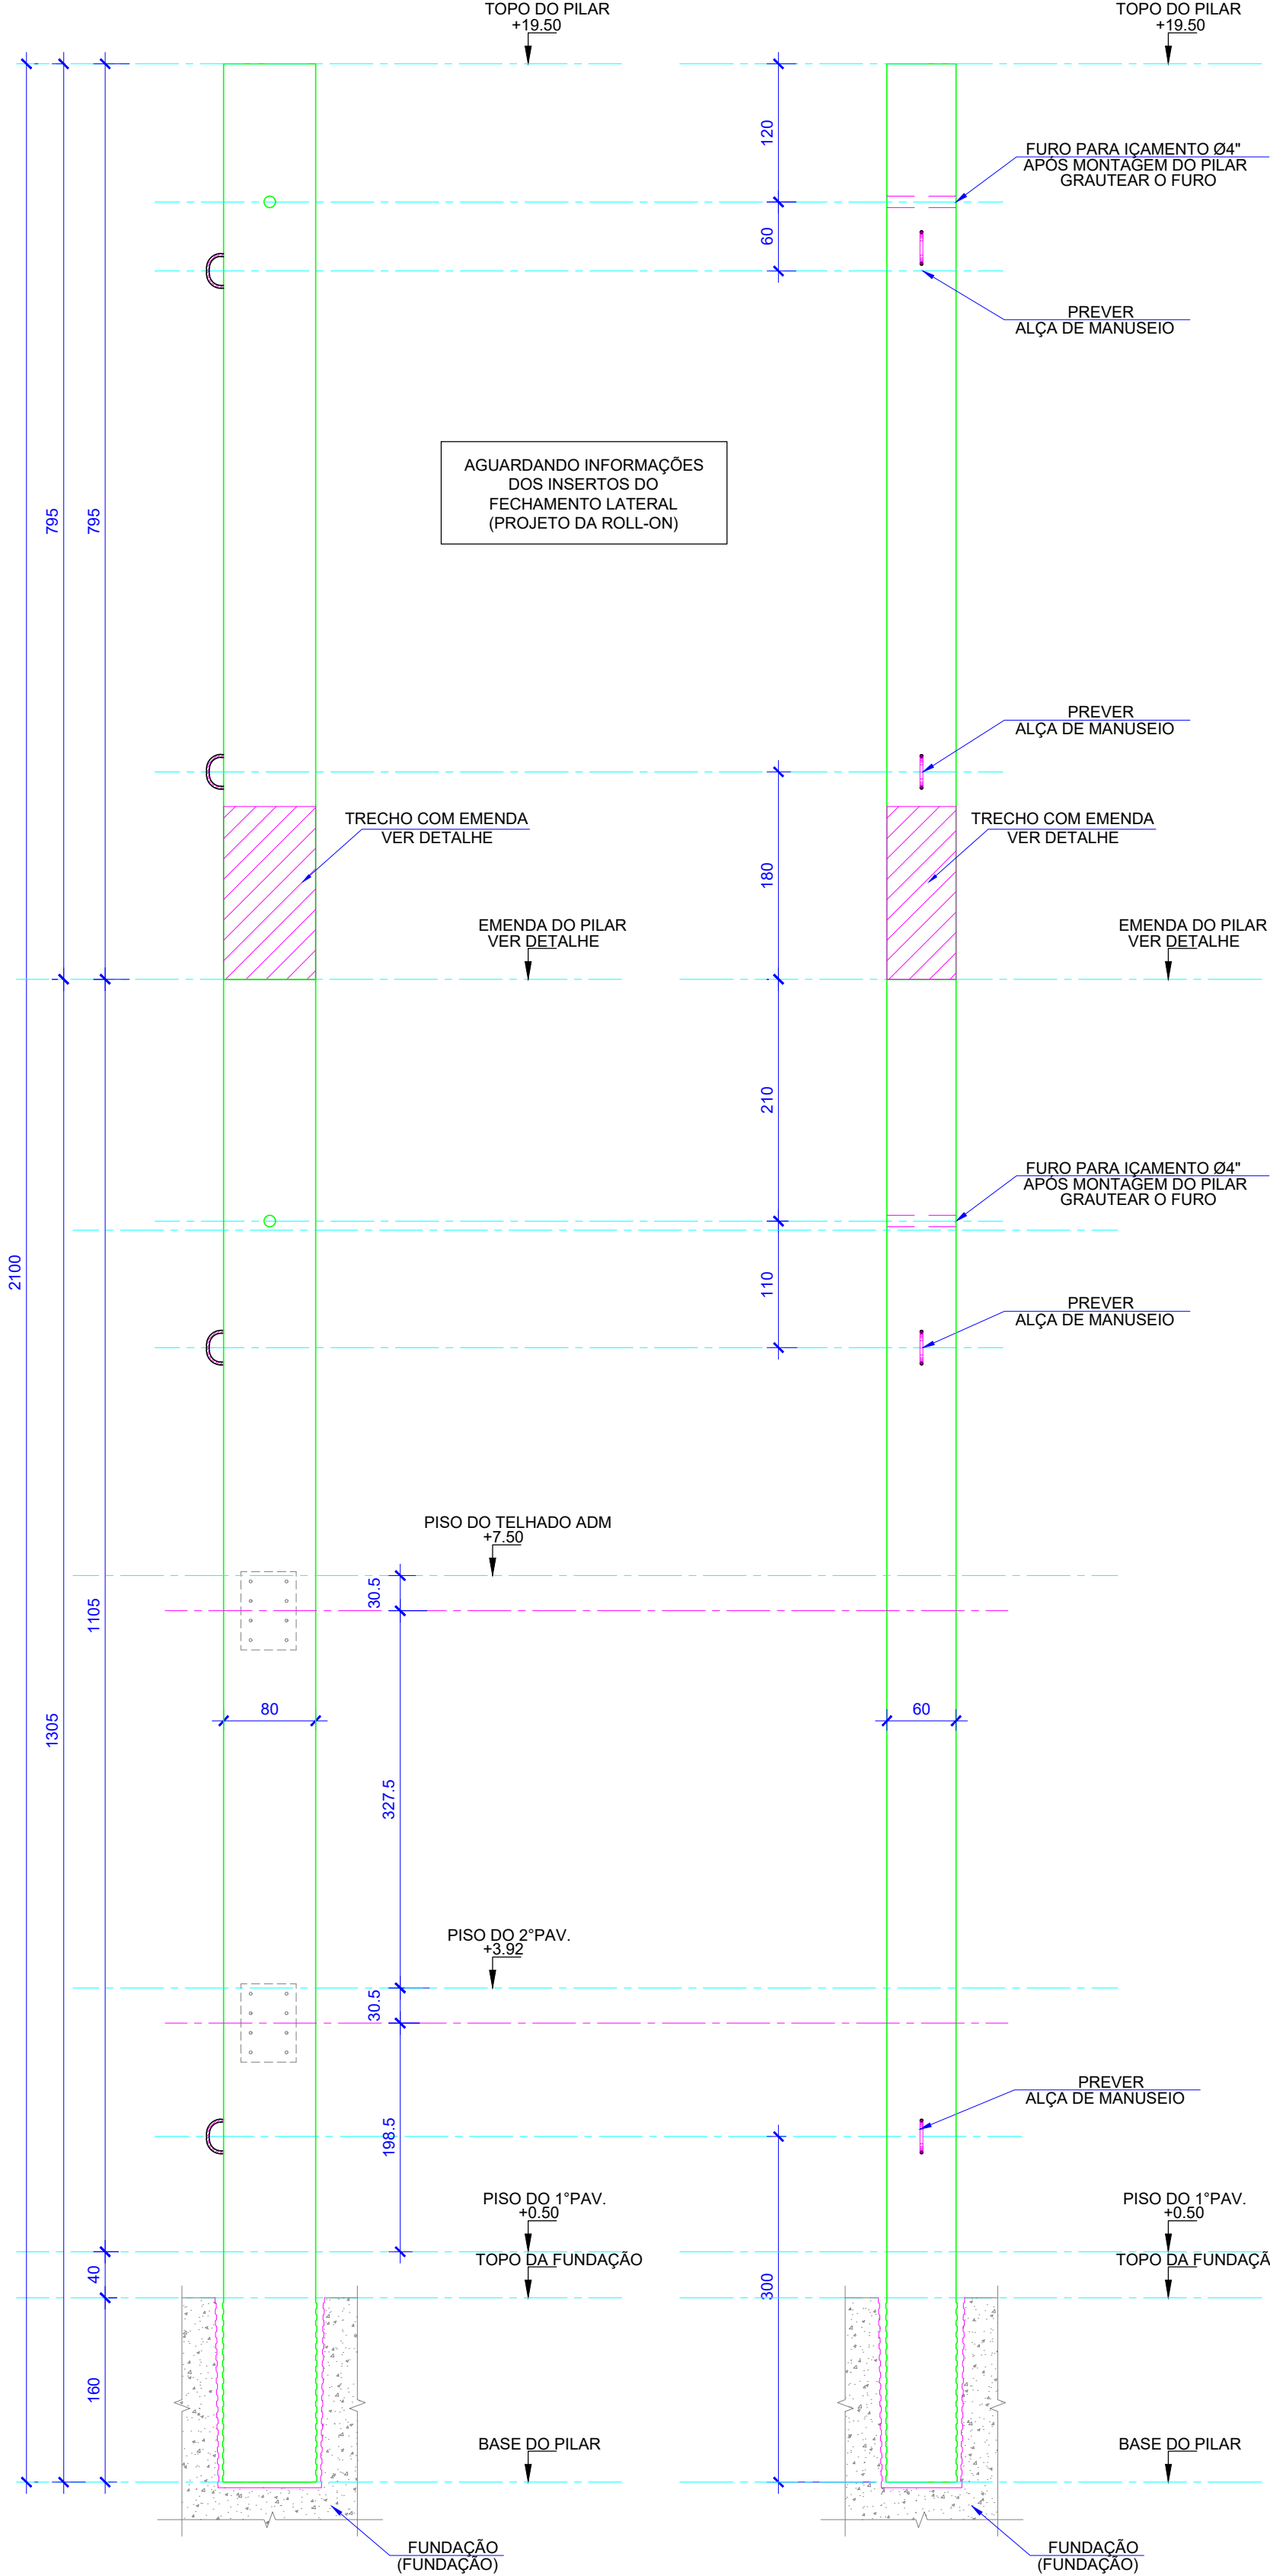 TOPO DO PILAR
+19.50
TOPO DO PILAR
+19.50
120
FURO PARA IÇAMENTO Ø4"
APÓS MONTAGEM DO PILAR
GRAUTEAR O FURO
60
PREVER
ALÇA DE MANUSEIO
AGUARDANDO INFORMAÇÕES
DOS INSERTOS DO
FECHAMENTO LATERAL
(PROJETO DA ROLL-ON)
795
795
PREVER
ALÇA DE MANUSEIO
TRECHO COM EMENDA
VER DETALHE
TRECHO COM EMENDA
VER DETALHE
180
EMENDA DO PILAR
VER DETALHE
EMENDA DO PILAR
VER DETALHE
210
FURO PARA IÇAMENTO Ø4"
APÓS MONTAGEM DO PILAR
GRAUTEAR O FURO
2100
110
PREVER
ALÇA DE MANUSEIO
PISO DO TELHADO ADM
+7.50
30.5
1105
80
60
1305
327.5
PISO DO 2°PAV.
+3.92
30.5
PREVER
ALÇA DE MANUSEIO
198.5
PISO DO 1°PAV.
+0.50
PISO DO 1°PAV.
+0.50
TOPO DA FUNDAÇÃO
TOPO DA FUNDAÇÃ
40
300
160
BASE DO PILAR
BASE DO PILAR
FUNDAÇÃO
(FUNDAÇÃO)
FUNDAÇÃO
(FUNDAÇÃO)